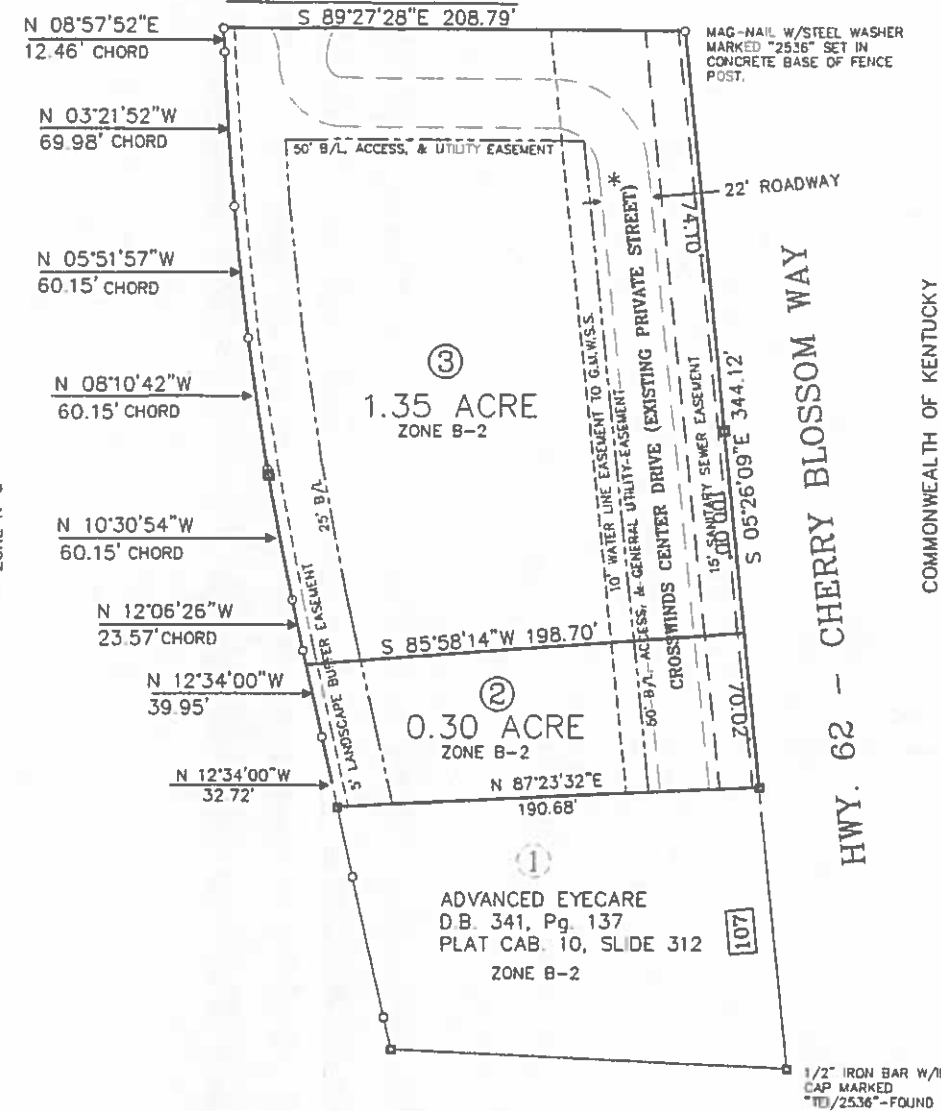 S 89°27'28"E 208.79'
N 08°57'52"E
12.46' CHORD
MAG-NAIL W/STEEL WASHER
MARKED "2536" SET IN
CONCRETE BASE OF FENCE
POST.
N 03°21'52"W
69.98' CHORD
50' B/L, ACCESS, & UTILITY EASEMENT
*
22' ROADWAY
74.10'
N 05°51'57"W
60.15' CHORD
N 08°10'42"W
60.15' CHORD
3
1.35 ACRE
ZONE B-2
10' WATER LINE EASEMENT TO G.M.W.S.S.
50' B/L, ACCESS, & GENERAL UTILITY EASEMENT
CROSSWINDS CENTER DRIVE (EXISTING PRIVATE STREET)
15' SANITARY SEWER EASEMENT
100.00'
S 05°26'09"E 344.12'
HWY. 62 - CHERRY BLOSSOM WAY
COMMONWEALTH OF KENTUCKY
25' B/L
N 10°30'54"W
60.15' CHORD
N 12°06'26"W
23.57' CHORD
S 85°58'14"W 198.70'
5' LANDSCAPE BUFFER EASEMENT
N 12°34'00"W
39.95'
2
0.30 ACRE
ZONE B-2
70.02'
N 12°34'00"W
32.72'
N 87°23'32"E
190.68'
1
ADVANCED EYECARE
D.B. 341, Pg. 137
PLAT CAB. 10, SLIDE 312
ZONE B-2
107
1/2" IRON BAR W/
CAP MARKED
/2536"-FOUND